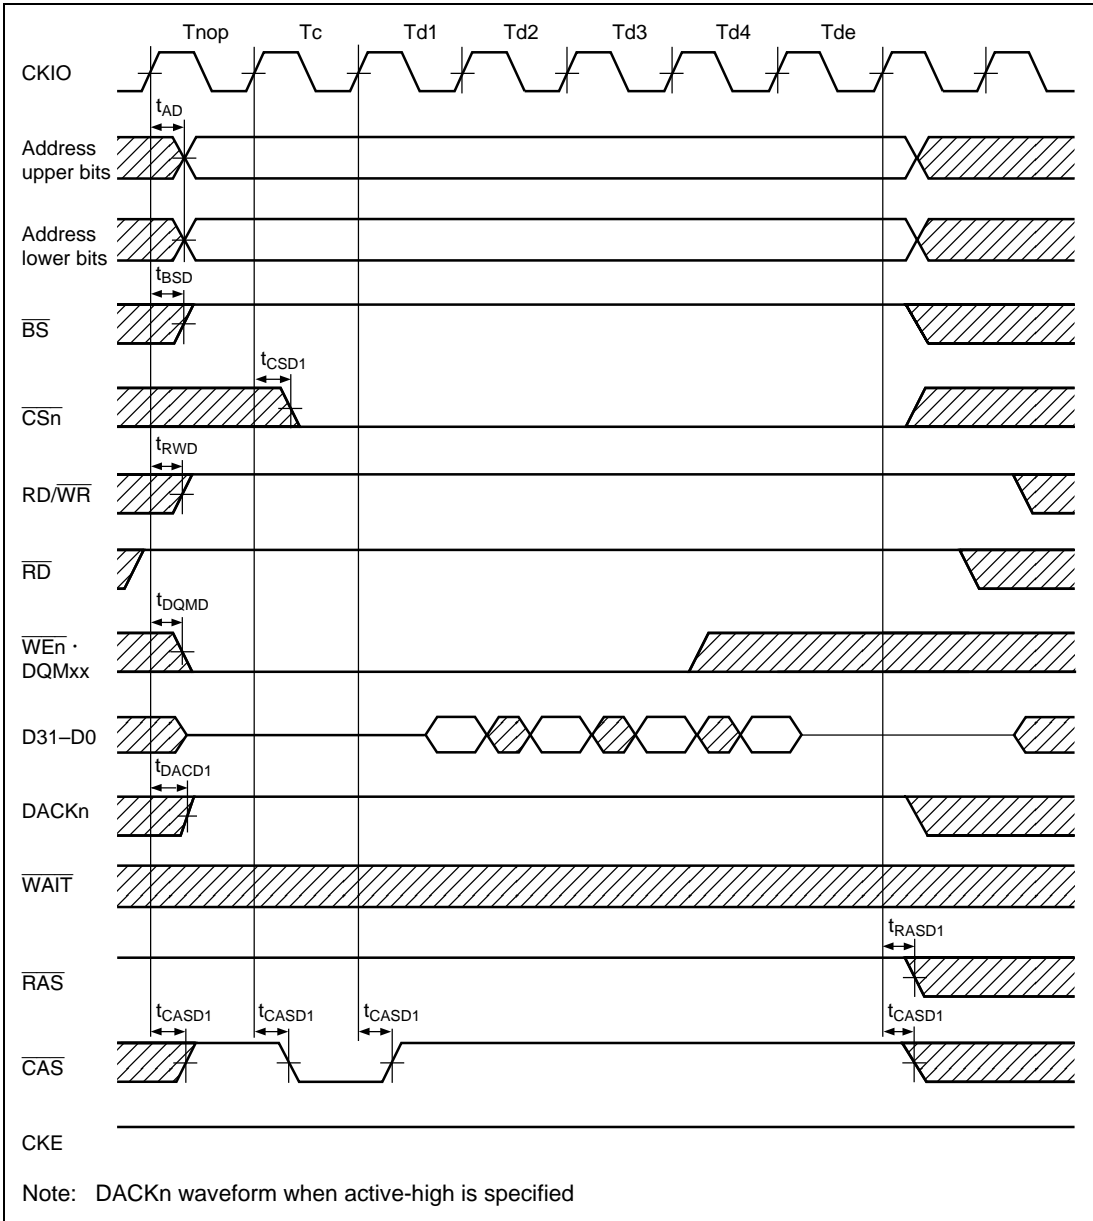 Tnop Tc Td1 Td2 Td3 Td4 Tde
CKIO
tAD
Address
upper bits
Address
lower bits
tBSD
BS
tCSD1
CSn
tRWD
RD/WR
RD
tDQMD
WEn ·
DQMxx
D31–D0
tDACD1
DACKn
WAIT
tRASD1
RAS
tCASD1 tCASD1 tCASD1 tCASD1
CAS
CKE
Note: DACKn waveform when active-high is specified